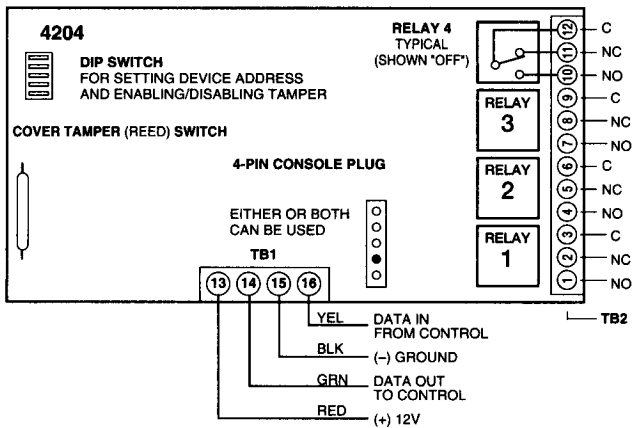 4204
DIP SWITCH
FOR SETTING DEVICE ADDRESS
AND ENABLING/DISABLING TAMPER
COVER TAMPER (REED) SWITCH
4-PIN CONSOLE PLUG
EITHER OR BOTH
CAN BE USED
TB1
13 14 15 16
RELAY 4
TYPICAL
(SHOWN "OFF")
RELAY
3
RELAY
2
RELAY
1
12 C
11 NC
10 NO
9 C
8 NC
7 NO
6 C
5 NC
4 NO
3 C
2 NC
1 NO
TB2
YEL DATA IN
FROM CONTROL
BLK (–) GROUND
GRN DATA OUT
TO CONTROL
RED (+) 12V